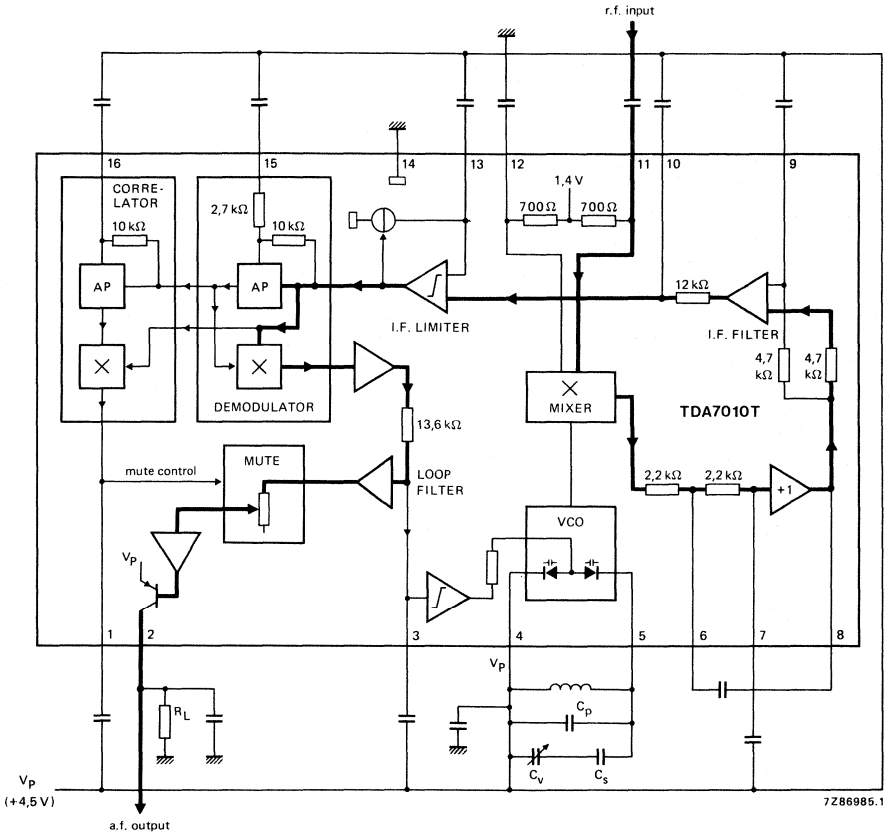 r.f. input
16
15
14
13
12
11
10
9
CORRE-
LATOR
2,7 kΩ
1,4 V
700 Ω
700 Ω
10 kΩ
10 kΩ
AP
AP
12 kΩ
I.F. LIMITER
I.F. FILTER
4,7
kΩ
4,7
kΩ
DEMODULATOR
MIXER
TDA7010T
13,6 kΩ
mute control
MUTE
LOOP
FILTER
2,2 kΩ
2,2 kΩ
+1
VCO
VP
1
2
3
4
5
6
7
8
VP
RL
Cp
Cv
Cs
VP
(+4,5 V)
7Z86985.1
a.f. output